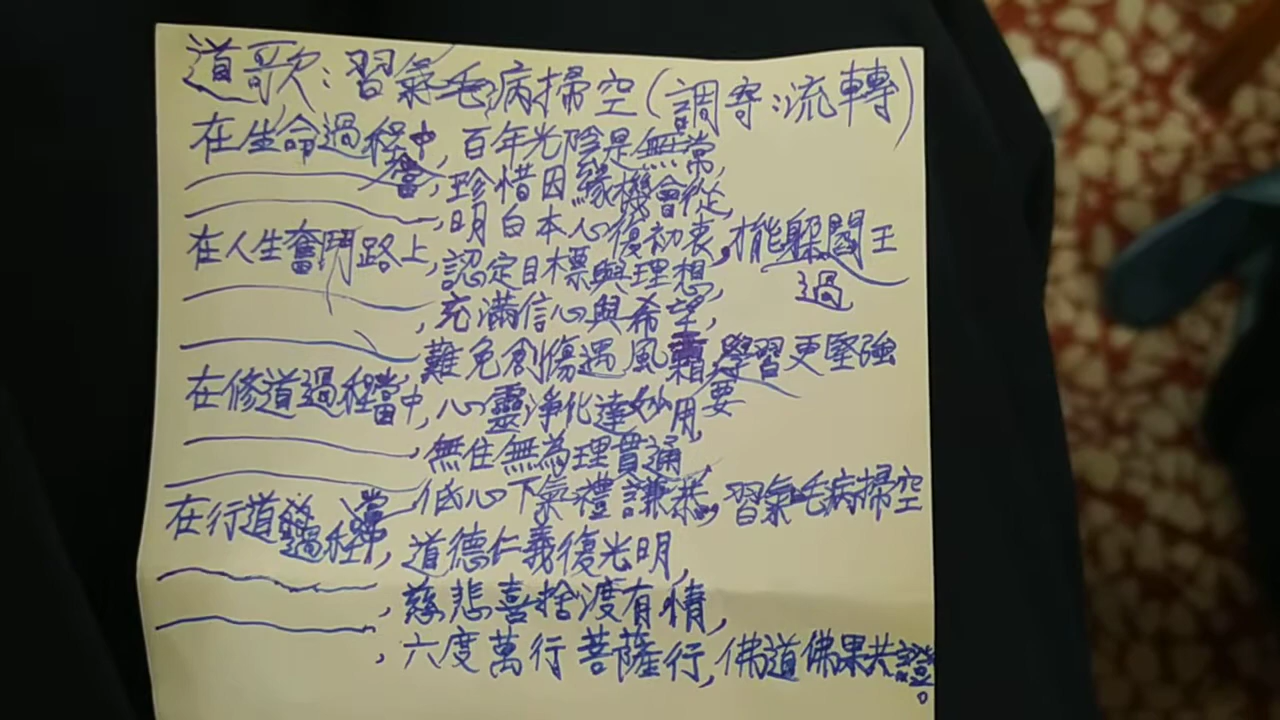 道歌：習氣毛病掃空(調寄：流轉)
在生命過程當中，百年光陰是無常，
，珍惜因緣機會從，
，明白本心復初衷，才能躲閻王過
在人生奮鬥路上，認定目標與理想，
，充滿信心與希望，
，難免創傷遇風霜，學習更堅強
在修道過程當中，心靈淨化達妙用，要
，無住無為理貫通，
，低心下氣禮謙恭，習氣毛病掃空
在行道過程當中，道德仁義復光明，
，慈悲喜捨渡有情，
，六度萬行菩薩行，佛道佛果共證。